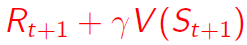 R_{t+1} + γV(S_{t+1})